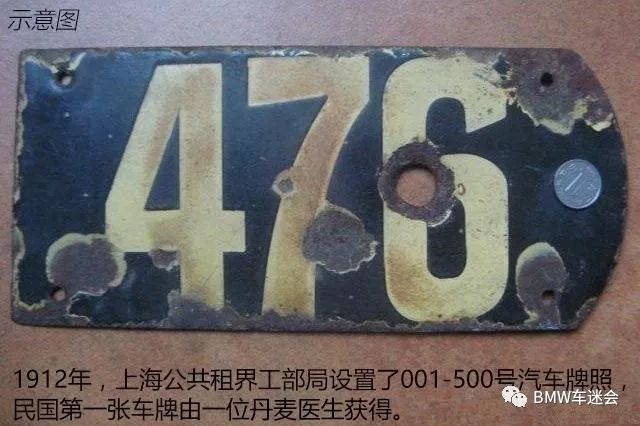 示意图
476
1912年，上海公共租界工部局设置了001-500号汽车牌照，
民国第一张车牌由一位丹麦医生获得。
BMW车迷会